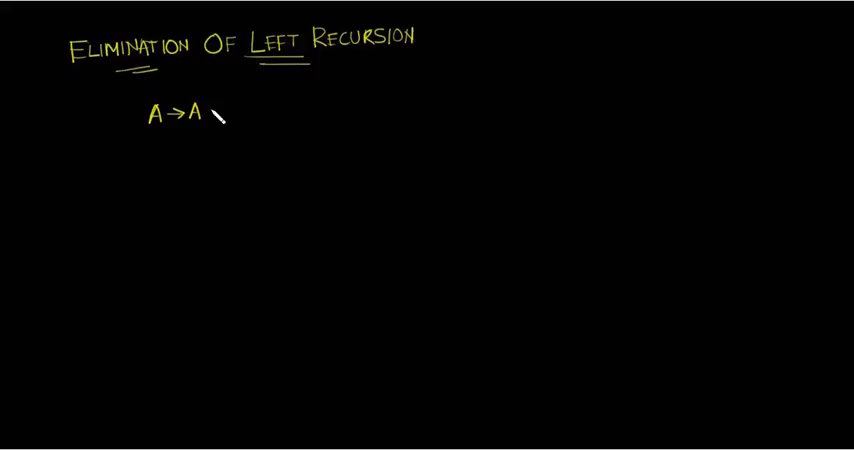 ELIMINATION OF LEFT RECURSION
A → A